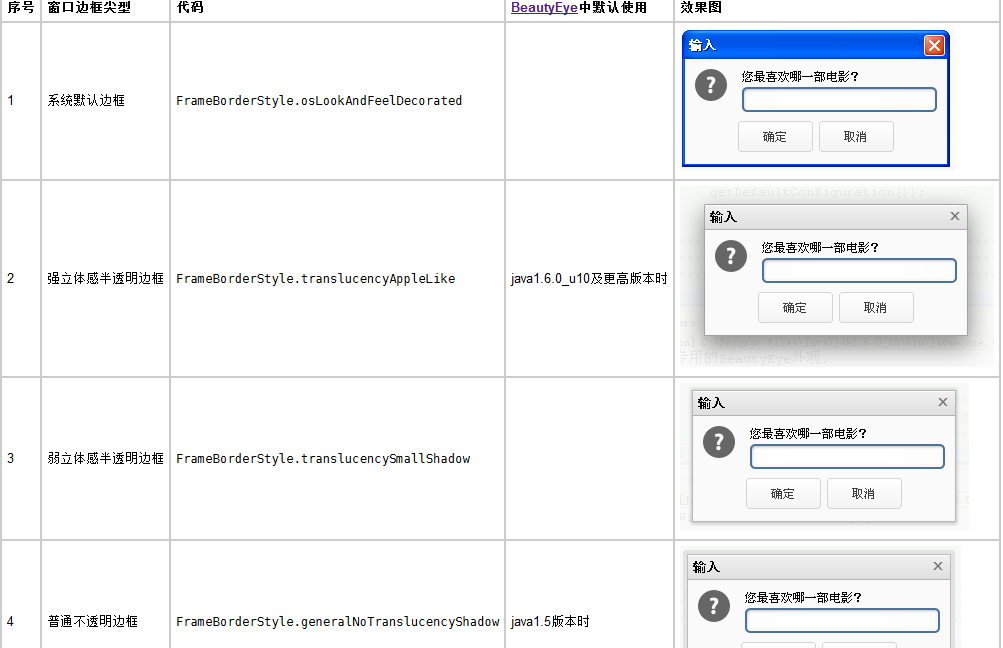 序号 窗口边框类型 代码 BeautyEye中默认使用 效果图
输入
您最喜欢哪一部电影?
1 系统默认边框 FrameBorderStyle.osLookAndFeelDecorated
确定 取消
getDefaultConfiguration());
输入
您最喜欢哪一部电影?
2 强立体感半透明边框 FrameBorderStyle.translucencyAppleLike java1.6.0_u10及更高版本时
确定 取消
专用的BeautyEye外观.
输入
您最喜欢哪一部电影?
3 弱立体感半透明边框 FrameBorderStyle.translucencySmallShadow
确定 取消
输入
您最喜欢哪一部电影?
4 普通不透明边框 FrameBorderStyle.generalNoTranslucencyShadow java1.5版本时